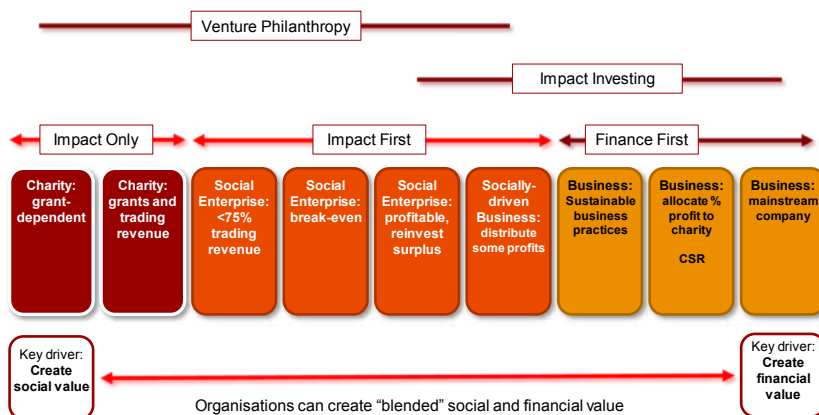 Venture Philanthropy
Impact Investing
Impact Only
Impact First
Finance First
Charity:
grant-
dependent
Charity:
grants and
trading
revenue
Social
Enterprise:
<75%
trading
revenue
Social
Enterprise:
break-even
Social
Enterprise:
profitable,
reinvest
surplus
Socially-
driven
Business:
distribute
some profits
Business:
Sustainable
business
practices
Business:
allocate %
profit to
charity
CSR
Business:
mainstream
company
Key driver:
Create
social value
Key driver:
Create
financial
value
Organisations can create “blended” social and financial value